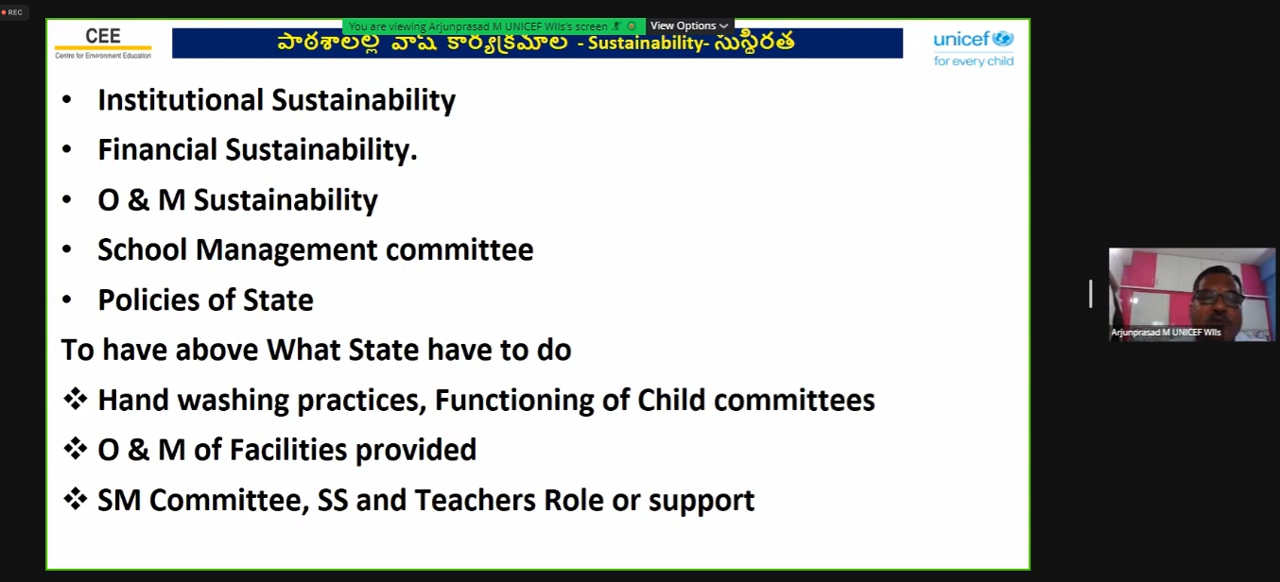 REC
You are viewing Arjunprasad M UNICEF WIIs's screen
View Options
CEE
Centre for Environment Education
పాఠశాలల్లో వాష్ కార్యక్రమాల - Sustainability- సుస్థిరత
unicef
for every child
• Institutional Sustainability
• Financial Sustainability.
• O & M Sustainability
• School Management committee
• Policies of State
To have above What State have to do
❖ Hand washing practices, Functioning of Child committees
❖ O & M of Facilities provided
❖ SM Committee, SS and Teachers Role or support
Arjunprasad M UNICEF WIIs